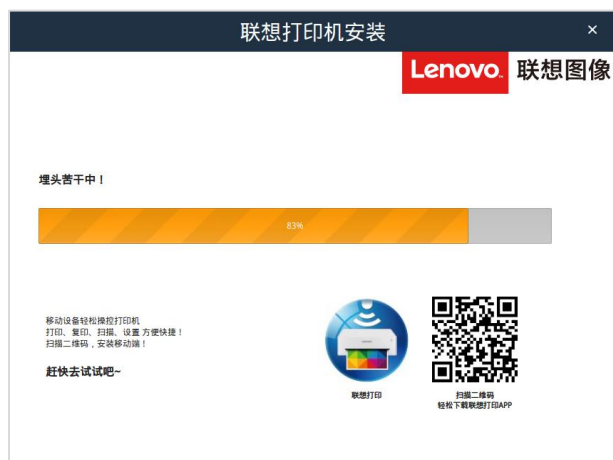 联想打印机安装
×
Lenovo 联想图像
埋头苦干中！
83%
移动设备轻松操控打印机
打印、复印、扫描、设置 方便快捷！
扫描二维码，安装移动端！
赶快去试试吧~
联想打印
扫描二维码
轻松下载联想打印APP